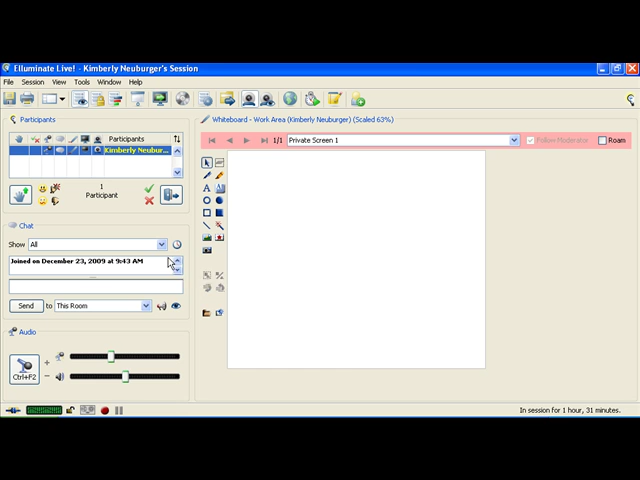 Elluminate Live! - Kimberly Neuburger's Session
File Session View Tools Window Help
Participants
Participants
Kimberly Neubur...
1
Participant
Chat
Show All
Joined on December 23, 2009 at 9:43 AM
Send to This Room
Audio
Ctrl+F2
+
−
Whiteboard - Work Area (Kimberly Neuburger) (Scaled 63%)
1/1 Private Screen 1 Follow Moderator Roam
A A
In session for 1 hour, 31 minutes.